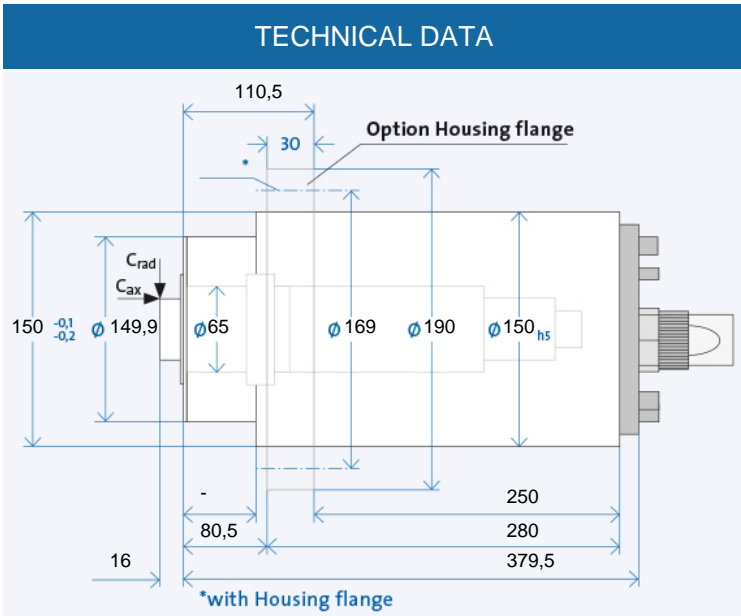 TECHNICAL DATA
110,5
Option Housing flange
30
*
Crad
Cax
150 -0,1 -0,2
Ø 149,9
Ø65
Ø 169
Ø 190
Ø 150 h5
-
250
80,5
280
16
379,5
*with Housing flange